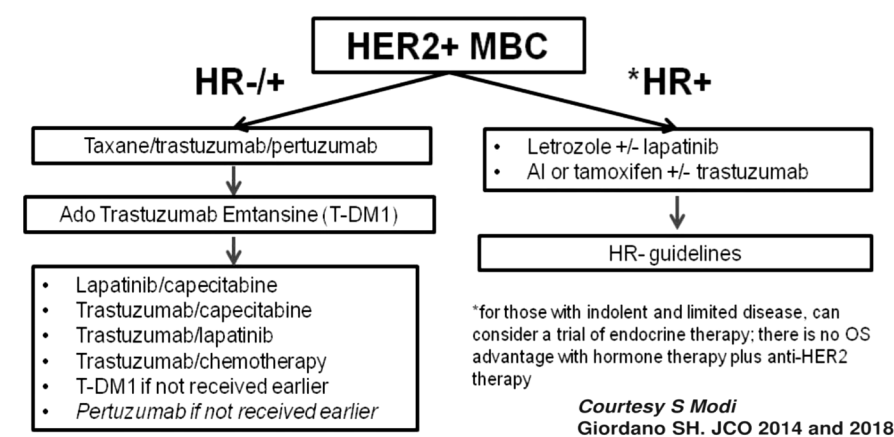 HER2+ MBC
HR-/+
*HR+
Taxane/trastuzumab/pertuzumab
Ado Trastuzumab Emtansine (T-DM1)
• Lapatinib/capecitabine
• Trastuzumab/capecitabine
• Trastuzumab/lapatinib
• Trastuzumab/chemotherapy
• T-DM1 if not received earlier
• Pertuzumab if not received earlier
• Letrozole +/- lapatinib
• AI or tamoxifen +/- trastuzumab
HR- guidelines
*for those with indolent and limited disease, can
consider a trial of endocrine therapy; there is no OS
advantage with hormone therapy plus anti-HER2
therapy
Courtesy S Modi
Giordano SH. JCO 2014 and 2018